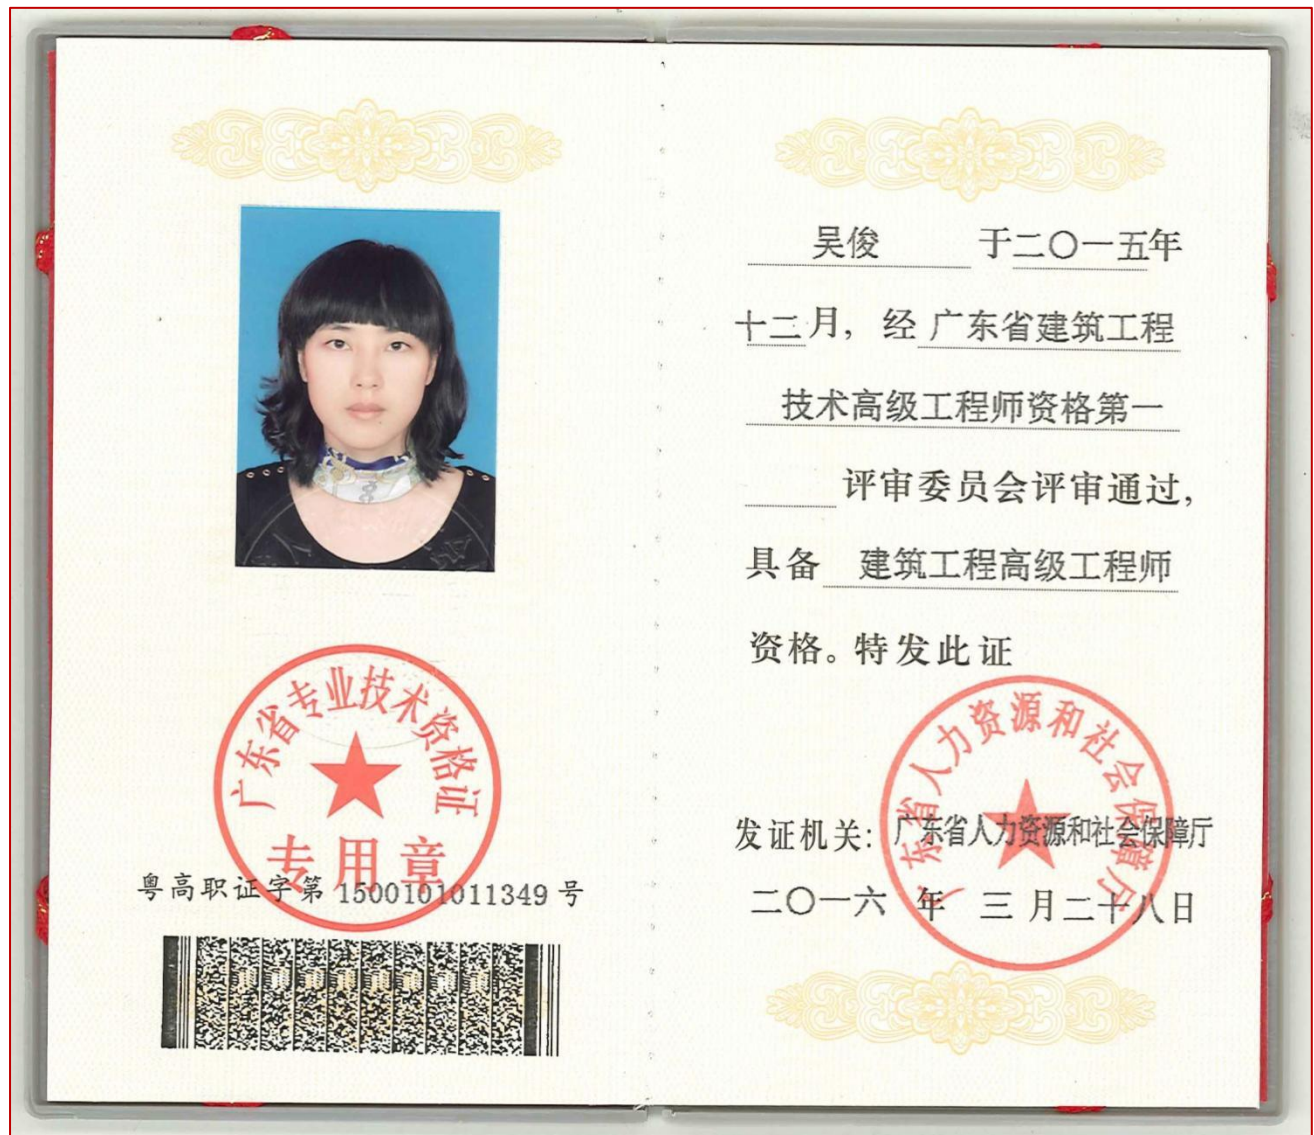 广东省专业技术资格证
专用章
粤高职证字第 1500101011349 号
吴俊 于二〇一五年
十二月，经广东省建筑工程
技术高级工程师资格第一
评审委员会评审通过，
具备 建筑工程高级工程师
资格。特发此证
广东省人力资源和社会保障厅
发证机关：广东省人力资源和社会保障厅
二〇一六 年 三月二十八日